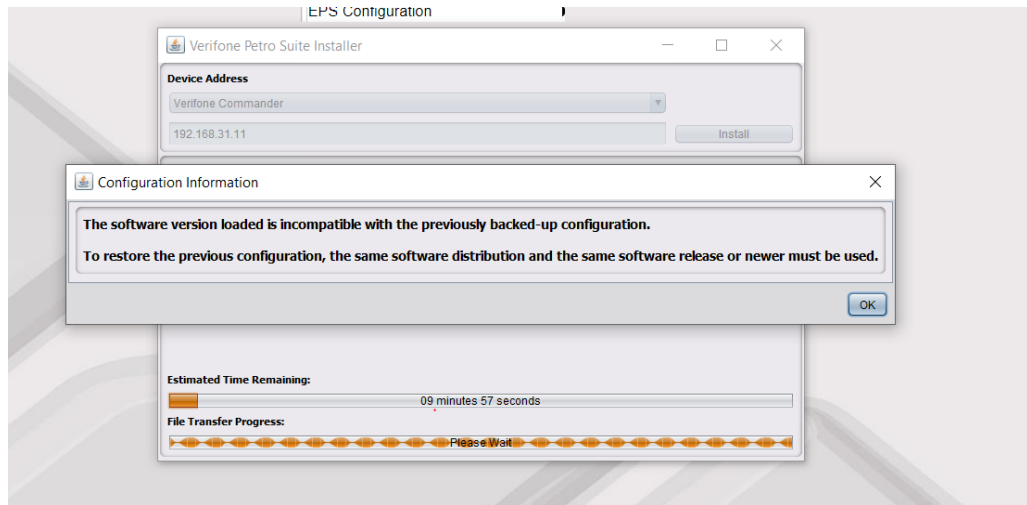 EPS Configuration
Verifone Petro Suite Installer
Device Address
Verifone Commander
192.168.31.11
Install
Configuration Information
The software version loaded is incompatible with the previously backed-up configuration.
To restore the previous configuration, the same software distribution and the same software release or newer must be used.
OK
Estimated Time Remaining:
09 minutes 57 seconds
File Transfer Progress:
Please Wait